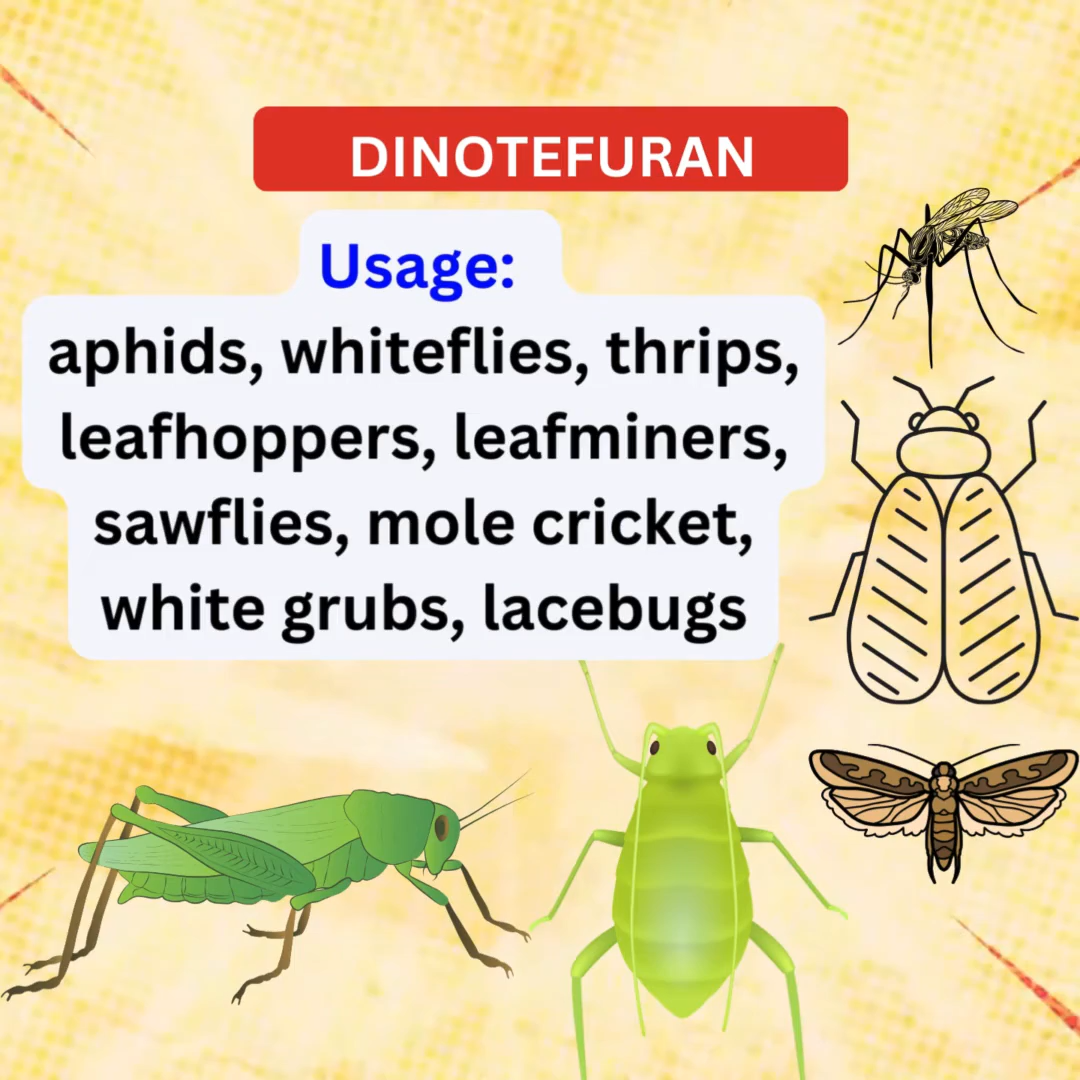 DINOTEFURAN
Usage:
aphids, whiteflies, thrips,
leafhoppers, leafminers,
sawflies, mole cricket,
white grubs, lacebugs